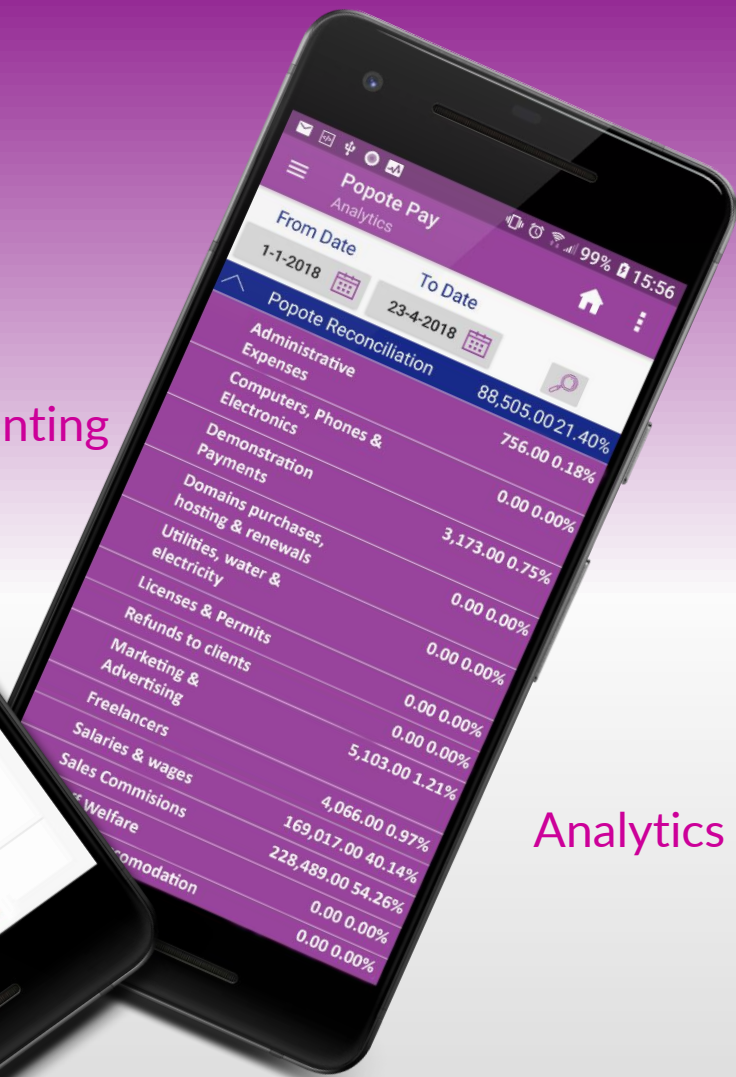 99% 15:56
Popote Pay
Analytics
From Date
To Date
1-1-2018
23-4-2018
Popote Reconciliation 88,505.00 21.40%
Administrative
Expenses
756.00 0.18%
Computers, Phones &
Electronics
0.00 0.00%
Demonstration
Payments
3,173.00 0.75%
Domains purchases,
hosting & renewals
0.00 0.00%
Utilities, water &
electricity
0.00 0.00%
Licenses & Permits
0.00 0.00%
Refunds to clients
0.00 0.00%
Marketing &
Advertising
5,103.00 1.21%
Freelancers
4,066.00 0.97%
Salaries & wages
169,017.00 40.14%
Sales Commisions
228,489.00 54.26%
Welfare
0.00 0.00%
comodation
0.00 0.00%
nting
Analytics